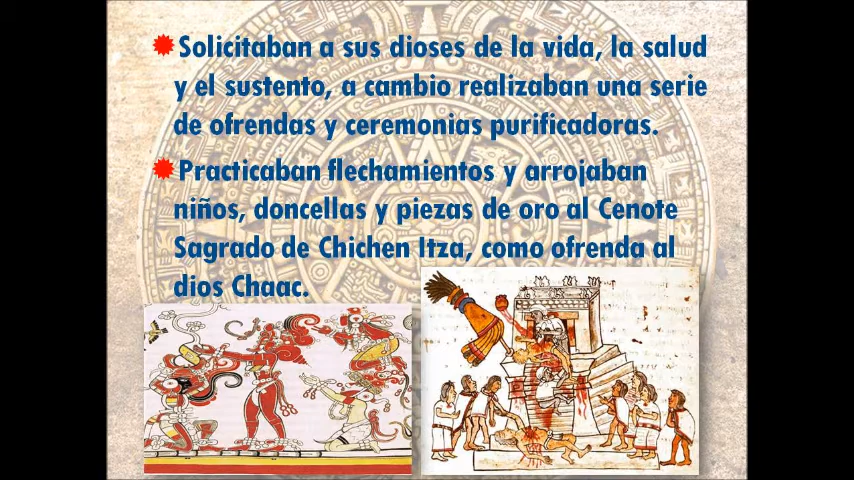 Solicitaban a sus dioses de la vida, la salud
y el sustento, a cambio realizaban una serie
de ofrendas y ceremonias purificadoras.
Practicaban flechamientos y arrojaban
niños, doncellas y piezas de oro al Cenote
Sagrado de Chichen Itza, como ofrenda al
dios Chaac.